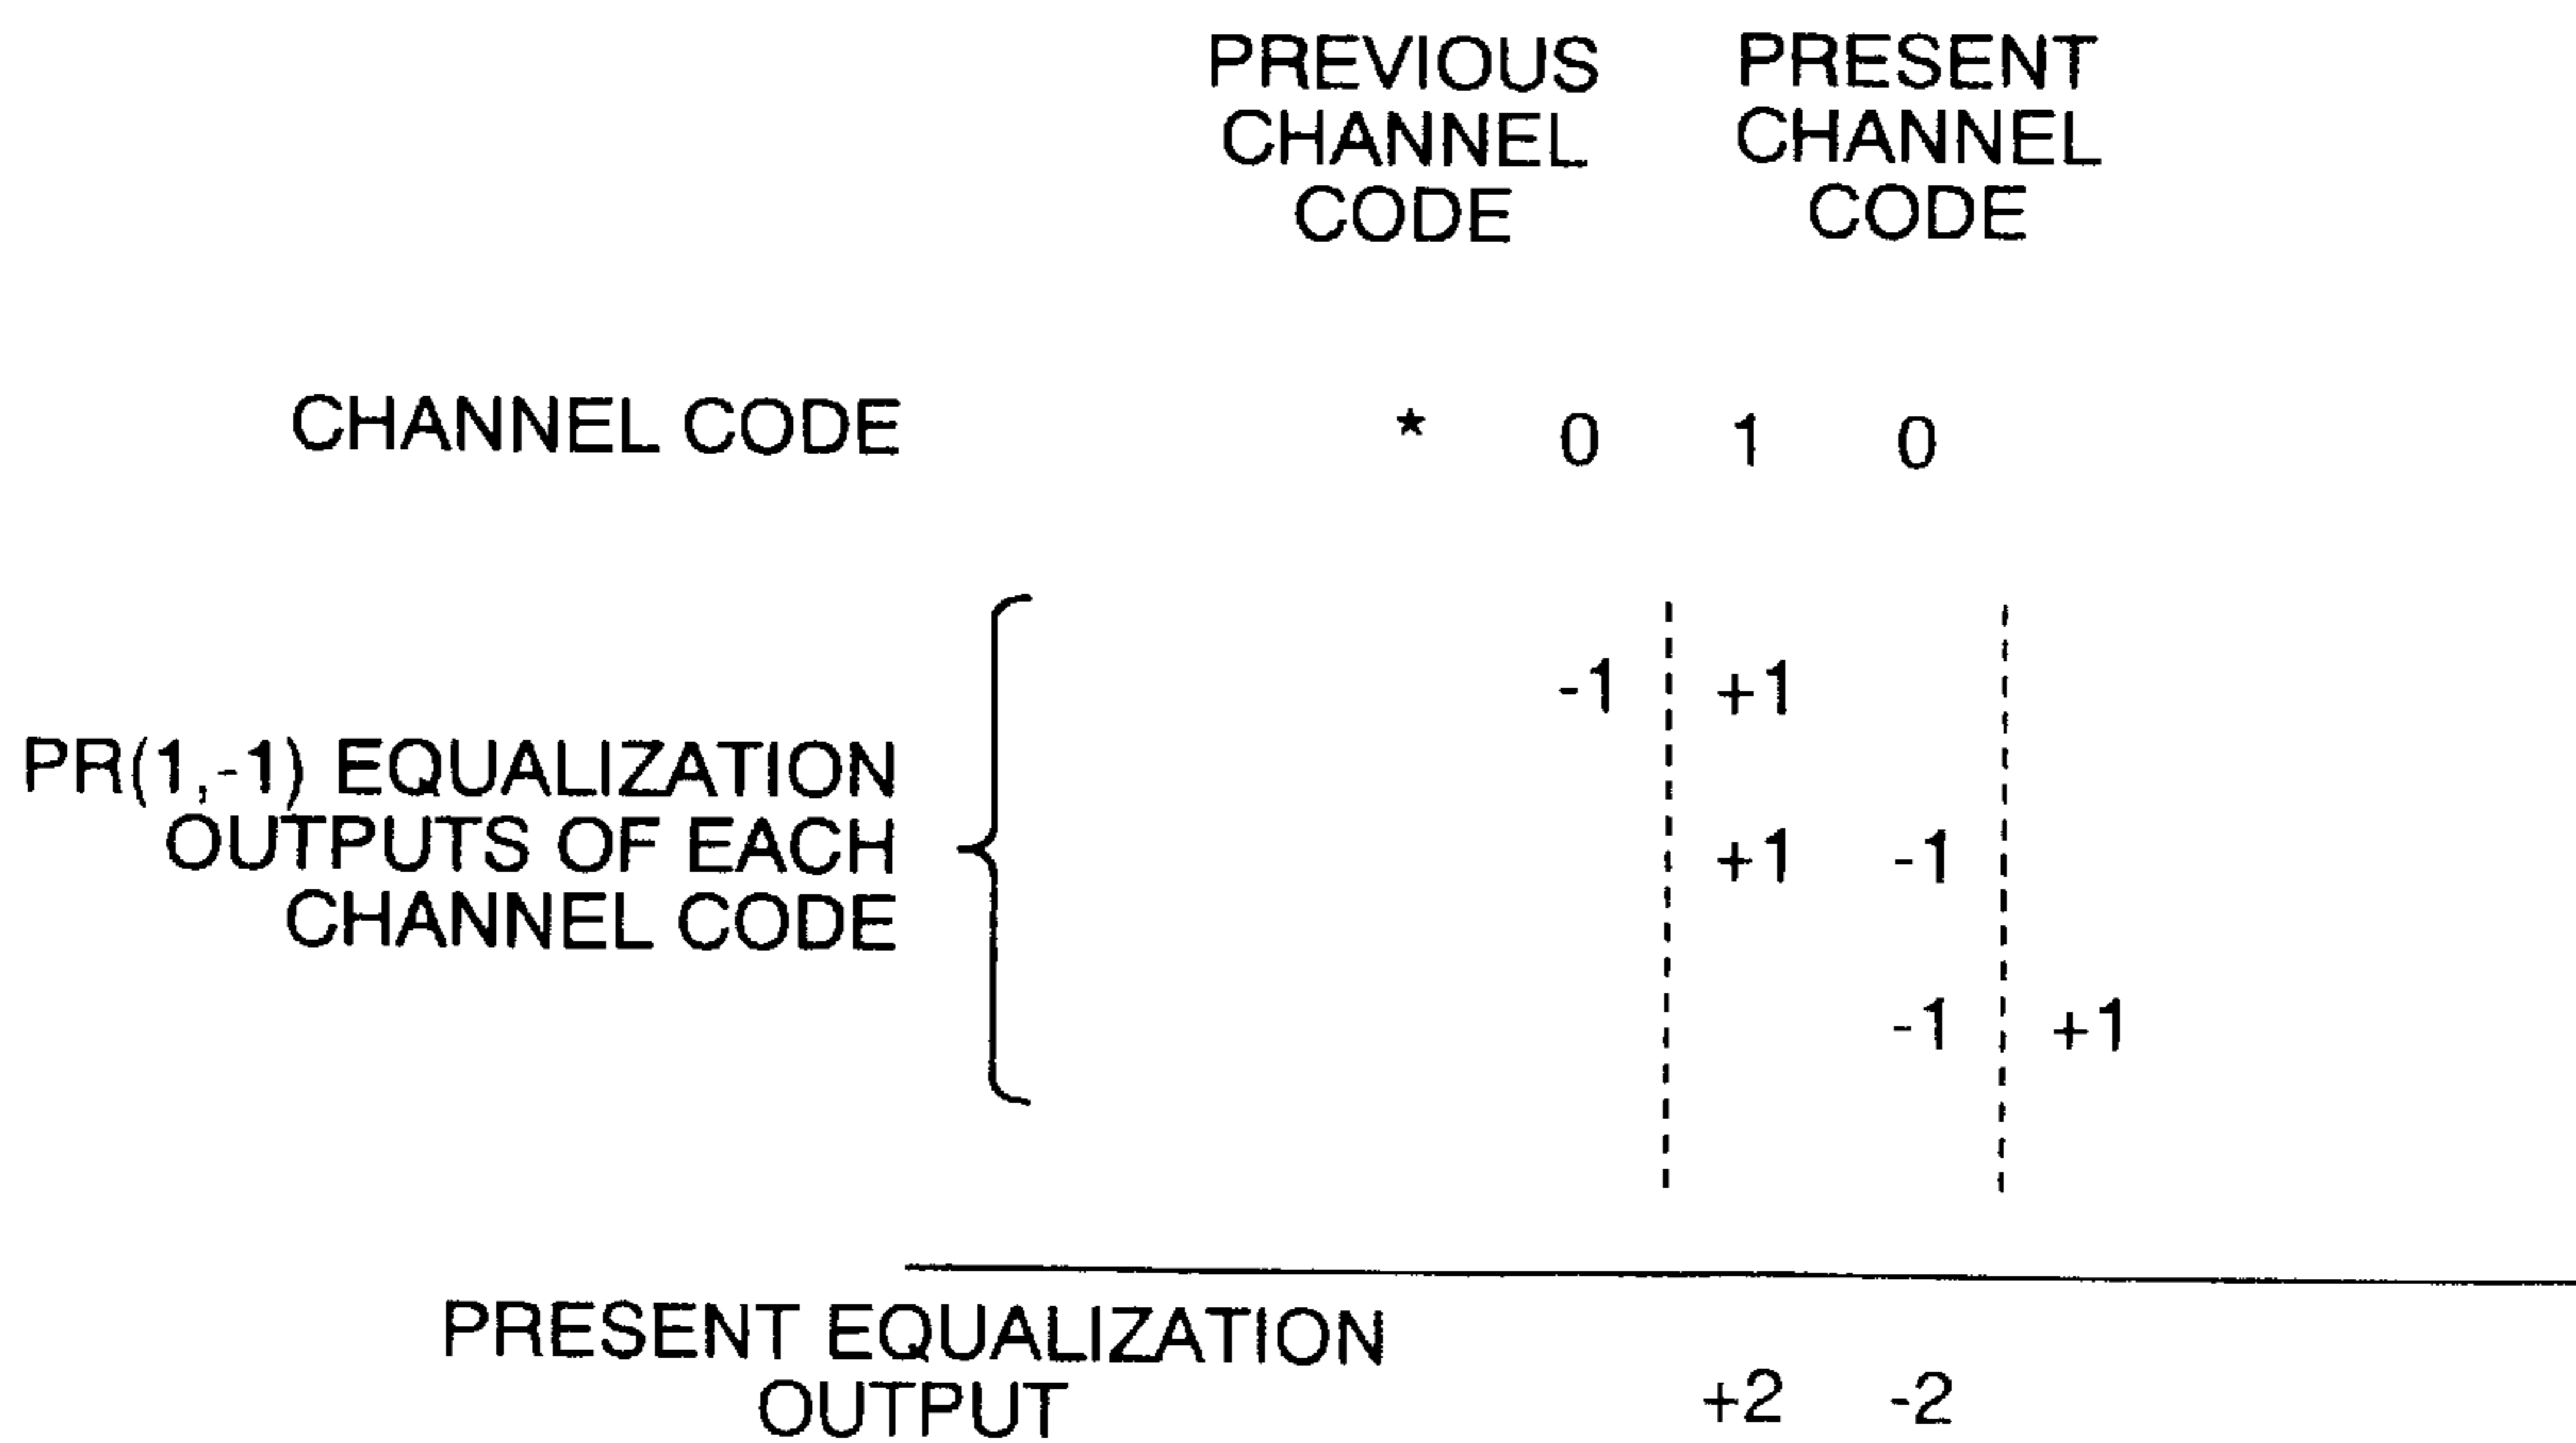 PREVIOUS
CHANNEL
CODE
PRESENT
CHANNEL
CODE
CHANNEL CODE
* 0 1 0
-1 +1
PR(1,-1) EQUALIZATION
OUTPUTS OF EACH
CHANNEL CODE
+1 -1
-1 +1
PRESENT EQUALIZATION
OUTPUT
+2 -2